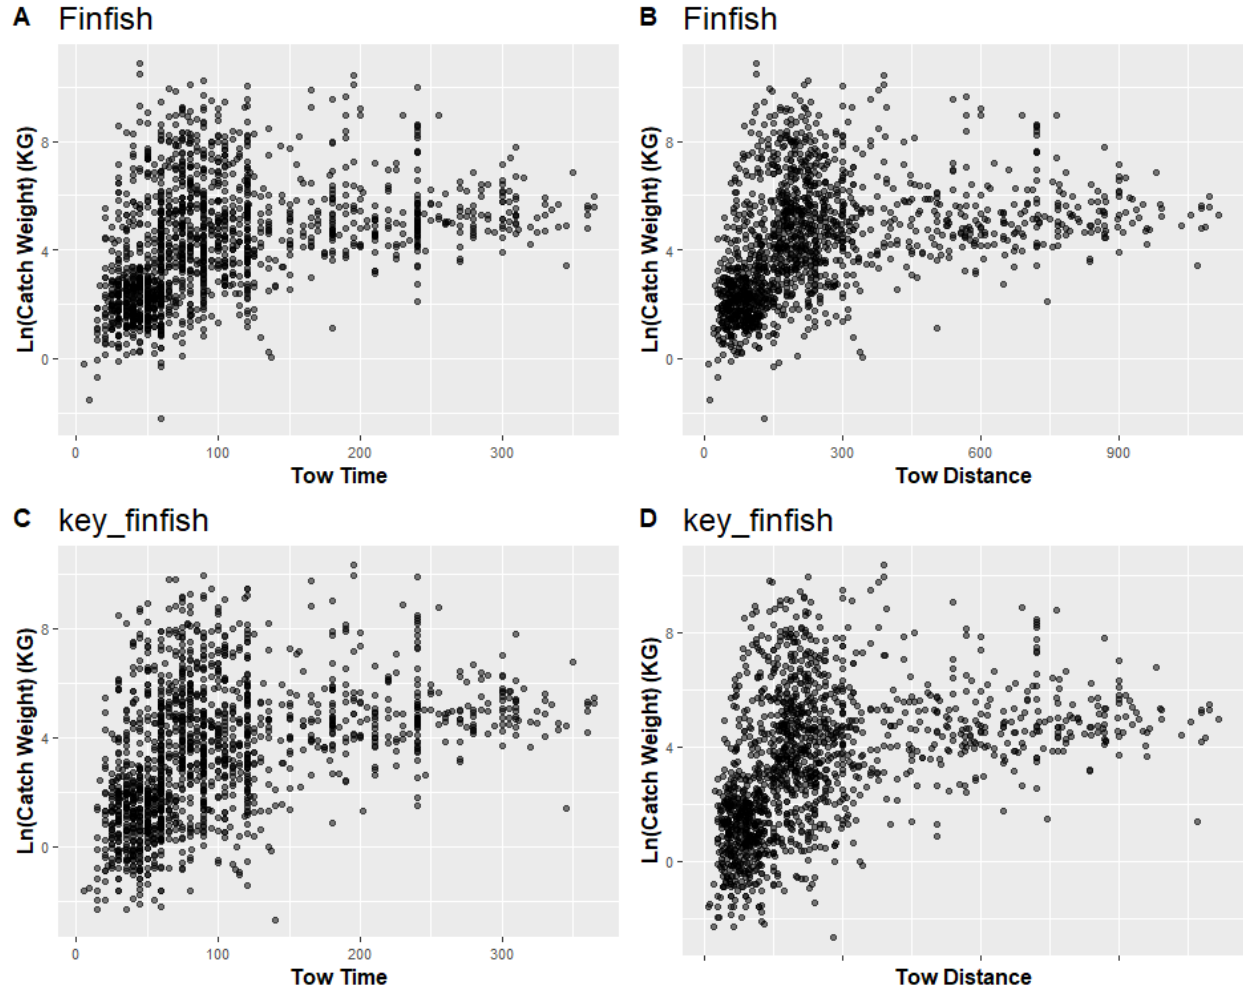 A Finfish
B Finfish
Ln(Catch Weight) (KG)
8
4
0
0 100 200 300
Tow Time
Ln(Catch Weight) (KG)
8
4
0
0 300 600 900
Tow Distance
C key_finfish
D key_finfish
Ln(Catch Weight) (KG)
8
4
0
0 100 200 300
Tow Time
Ln(Catch Weight) (KG)
8
4
0
Tow Distance